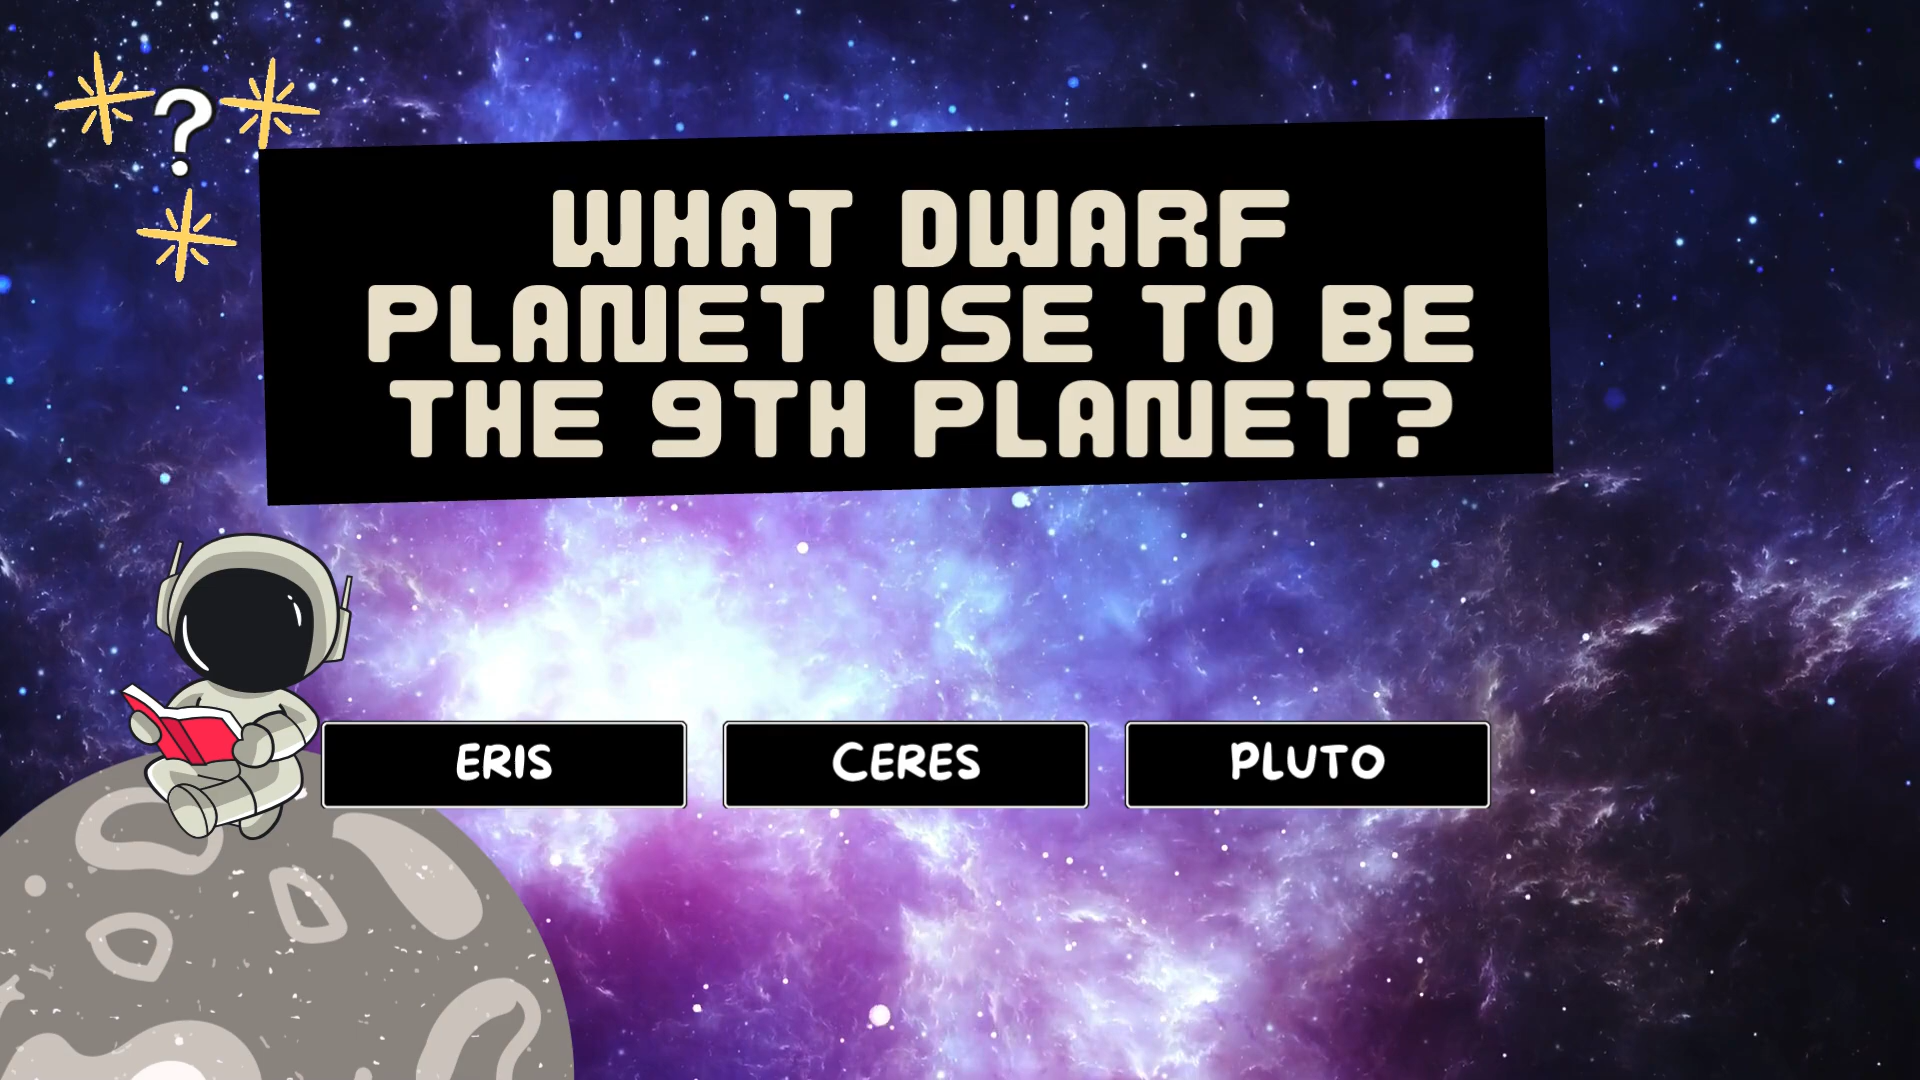 ?
WHAT DWARF
PLANET USE TO BE
THE 9TH PLANET?
ERIS
CERES
PLUTO